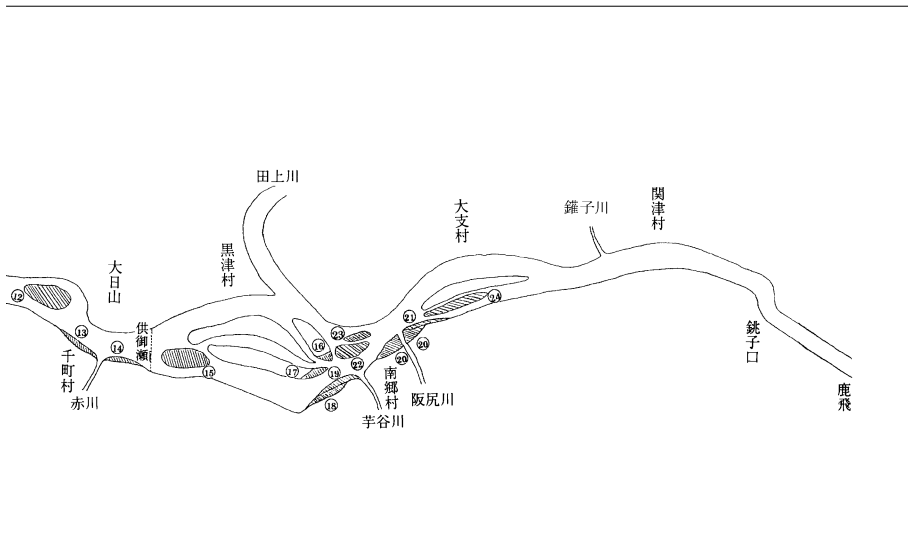 田上川
黒津村
大日山
供御瀬
千町村
赤川
大支村
鑵子川
関津村
銚子口
鹿飛
南郷村
阪尻川
芋谷川
⑫
⑬
⑭
⑮
⑯
⑰
⑱
⑲
⑳
⑳
㉑
㉒
㉓
㉔